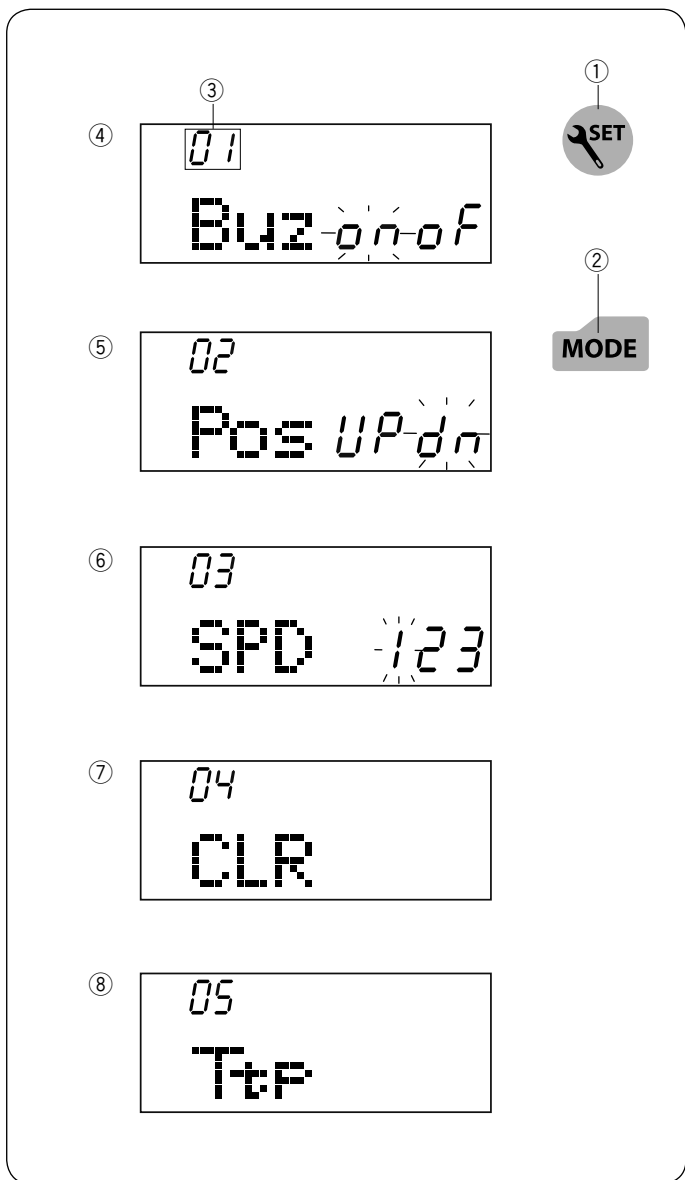 ③
①
④
01
SET
Buz on oF
②
⑤
02
MODE
Pos UP dn
⑥
03
SPD 123
⑦
04
CLR
⑧
05
Ttp